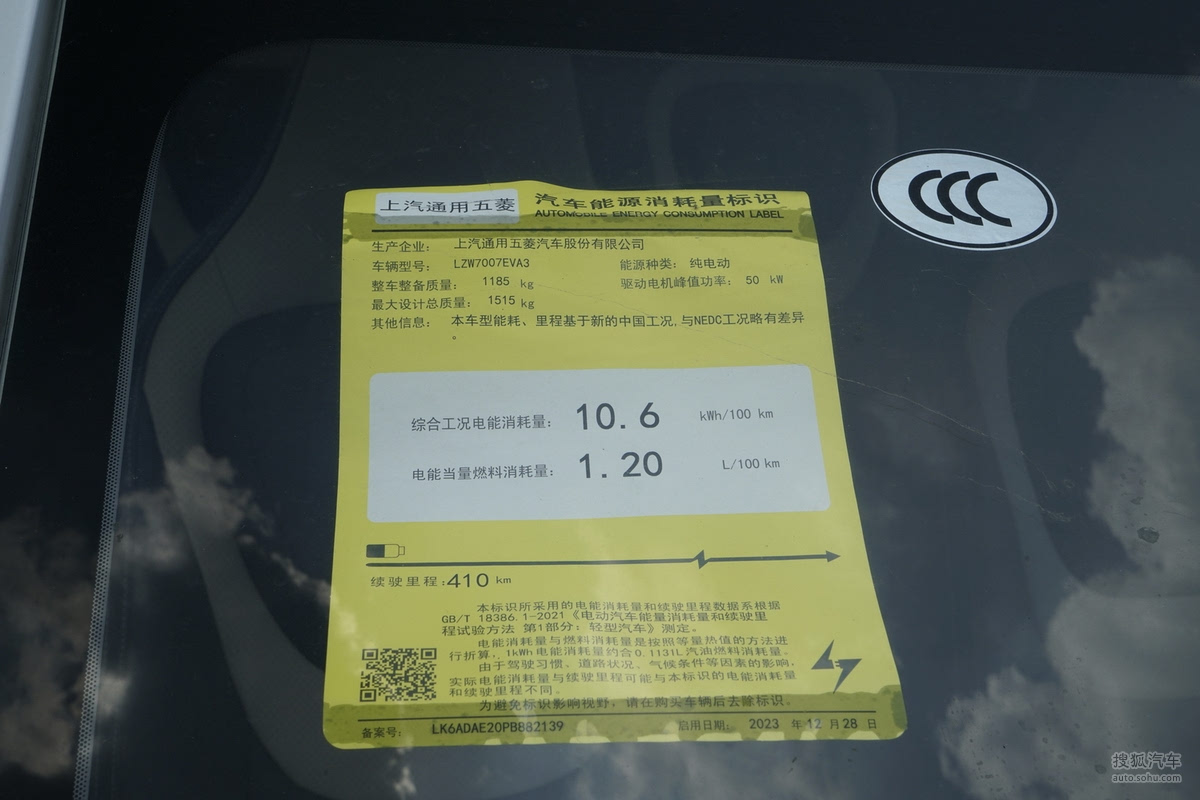 上汽通用五菱 汽车能源消耗量标识
AUTOMOBILE ENERGY CONSUMPTION LABEL
CCC
生产企业： 上汽通用五菱汽车股份有限公司
车辆型号： LZW7007EVA3 能源种类： 纯电动
整车整备质量： 1185 kg 驱动电机峰值功率： 50 kW
最大设计总质量： 1515 kg
其他信息： 本车型能耗、里程基于新的中国工况,与NEDC工况略有差异
。
综合工况电能消耗量： 10.6 kWh/100 km
电能当量燃料消耗量： 1.20 L/100 km
续驶里程：410 km
本标识所采用的电能消耗量和续驶里程数据系根据
GB/T 18386.1-2021《电动汽车能量消耗量和续驶里
程试验方法 第1部分：轻型汽车》测定。
电能消耗量与燃料消耗量是按照等量热值的方法进
行折算，1kWh电能消耗量约合0.1131L汽油燃料消耗量。
由于驾驶习惯、道路状况、气候条件等因素的影响，
实际电能消耗量与续驶里程可能与本标识的电能消耗量
和续驶里程不同。
为避免标识影响视野，请在购买车辆后去除标识。
备案号： LK6ADAE20PB882139 启用日期： 2023 年 12 月 28 日
搜狐汽车
auto.sohu.com